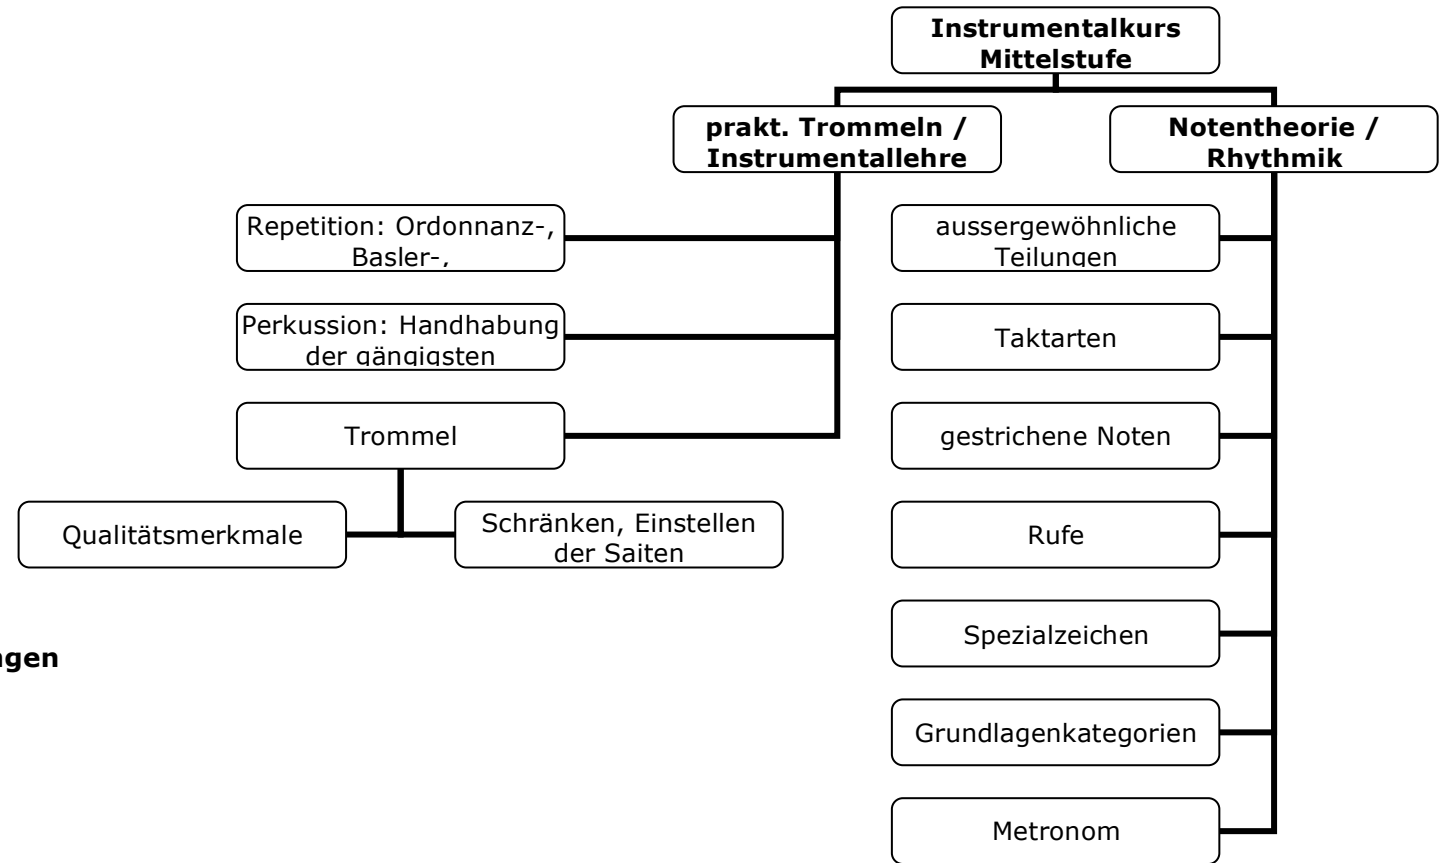 Instrumentalkurs
Mittelstufe
prakt. Trommeln /
Instrumentallehre
Notentheorie /
Rhythmik
Repetition: Ordonnanz-,
Basler-,
Perkussion: Handhabung
der gängigsten
Trommel
Qualitätsmerkmale
Schränken, Einstellen
der Saiten
aussergewöhnliche
Teilungen
Taktarten
gestrichene Noten
Rufe
Spezialzeichen
Grundlagenkategorien
Metronom